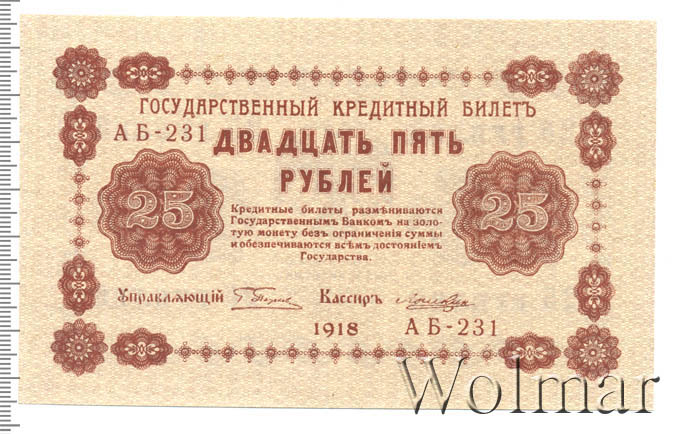 ГОСУДАРСТВЕННЫЙ КРЕДИТНЫЙ БИЛЕТЪ
АБ-231
ДВАДЦАТЬ ПЯТЬ
РУБЛЕЙ
25
25
Кредитные билеты размѣниваются
Государственнымъ Банкомъ на золо-
тую монету безъ ограниченія суммы
и обезпечиваются всѣмъ достояніемъ
Государства.
Управляющій
Кассиръ
1918 АБ-231
Wolmar